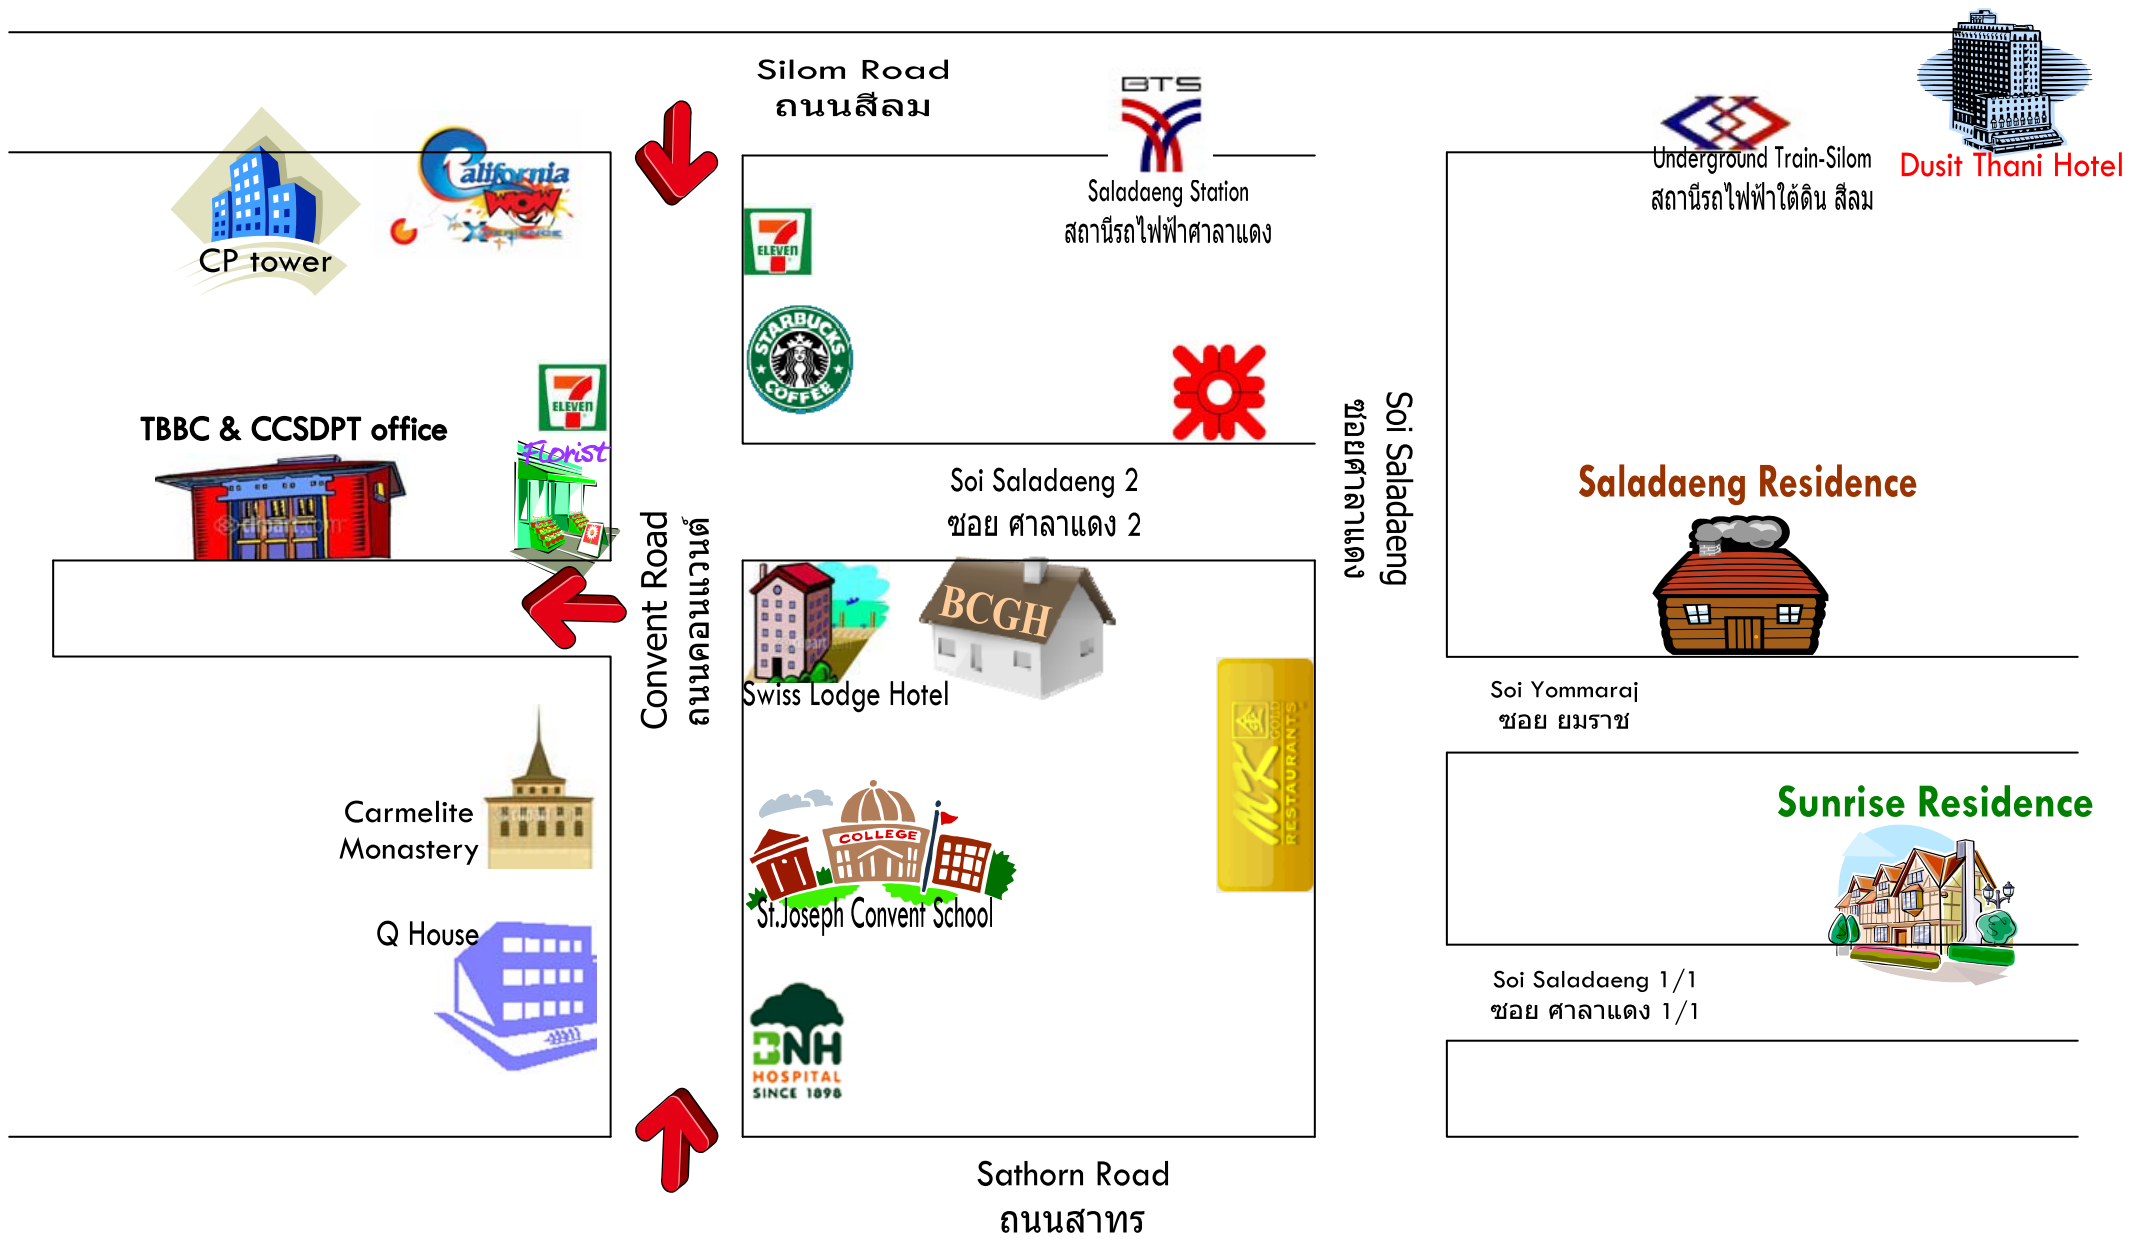 Silom Road
ถนนสีลม
BTS
Saladaeng Station
สถานีรถไฟฟ้าศาลาแดง
Underground Train-Silom
สถานีรถไฟฟ้าใต้ดิน สีลม
Dusit Thani Hotel
CP tower
California
WOW
XPERIENCE
7
ELEVEN
STARBUCKS
COFFEE
7
ELEVEN
Florist
TBBC & CCSDPT office
Convent Road
ถนนคอนแวนต์
Soi Saladaeng 2
ซอย ศาลาแดง 2
Soi Saladaeng
ซอยศาลาแดง
Saladaeng Residence
BCGH
Swiss Lodge Hotel
MK
GOLD
RESTAURANTS
Soi Yommaraj
ซอย ยมราช
Sunrise Residence
Carmelite
Monastery
COLLEGE
St.Joseph Convent School
Q House
Soi Saladaeng 1/1
ซอย ศาลาแดง 1/1
BNH
HOSPITAL
SINCE 1898
Sathorn Road
ถนนสาทร